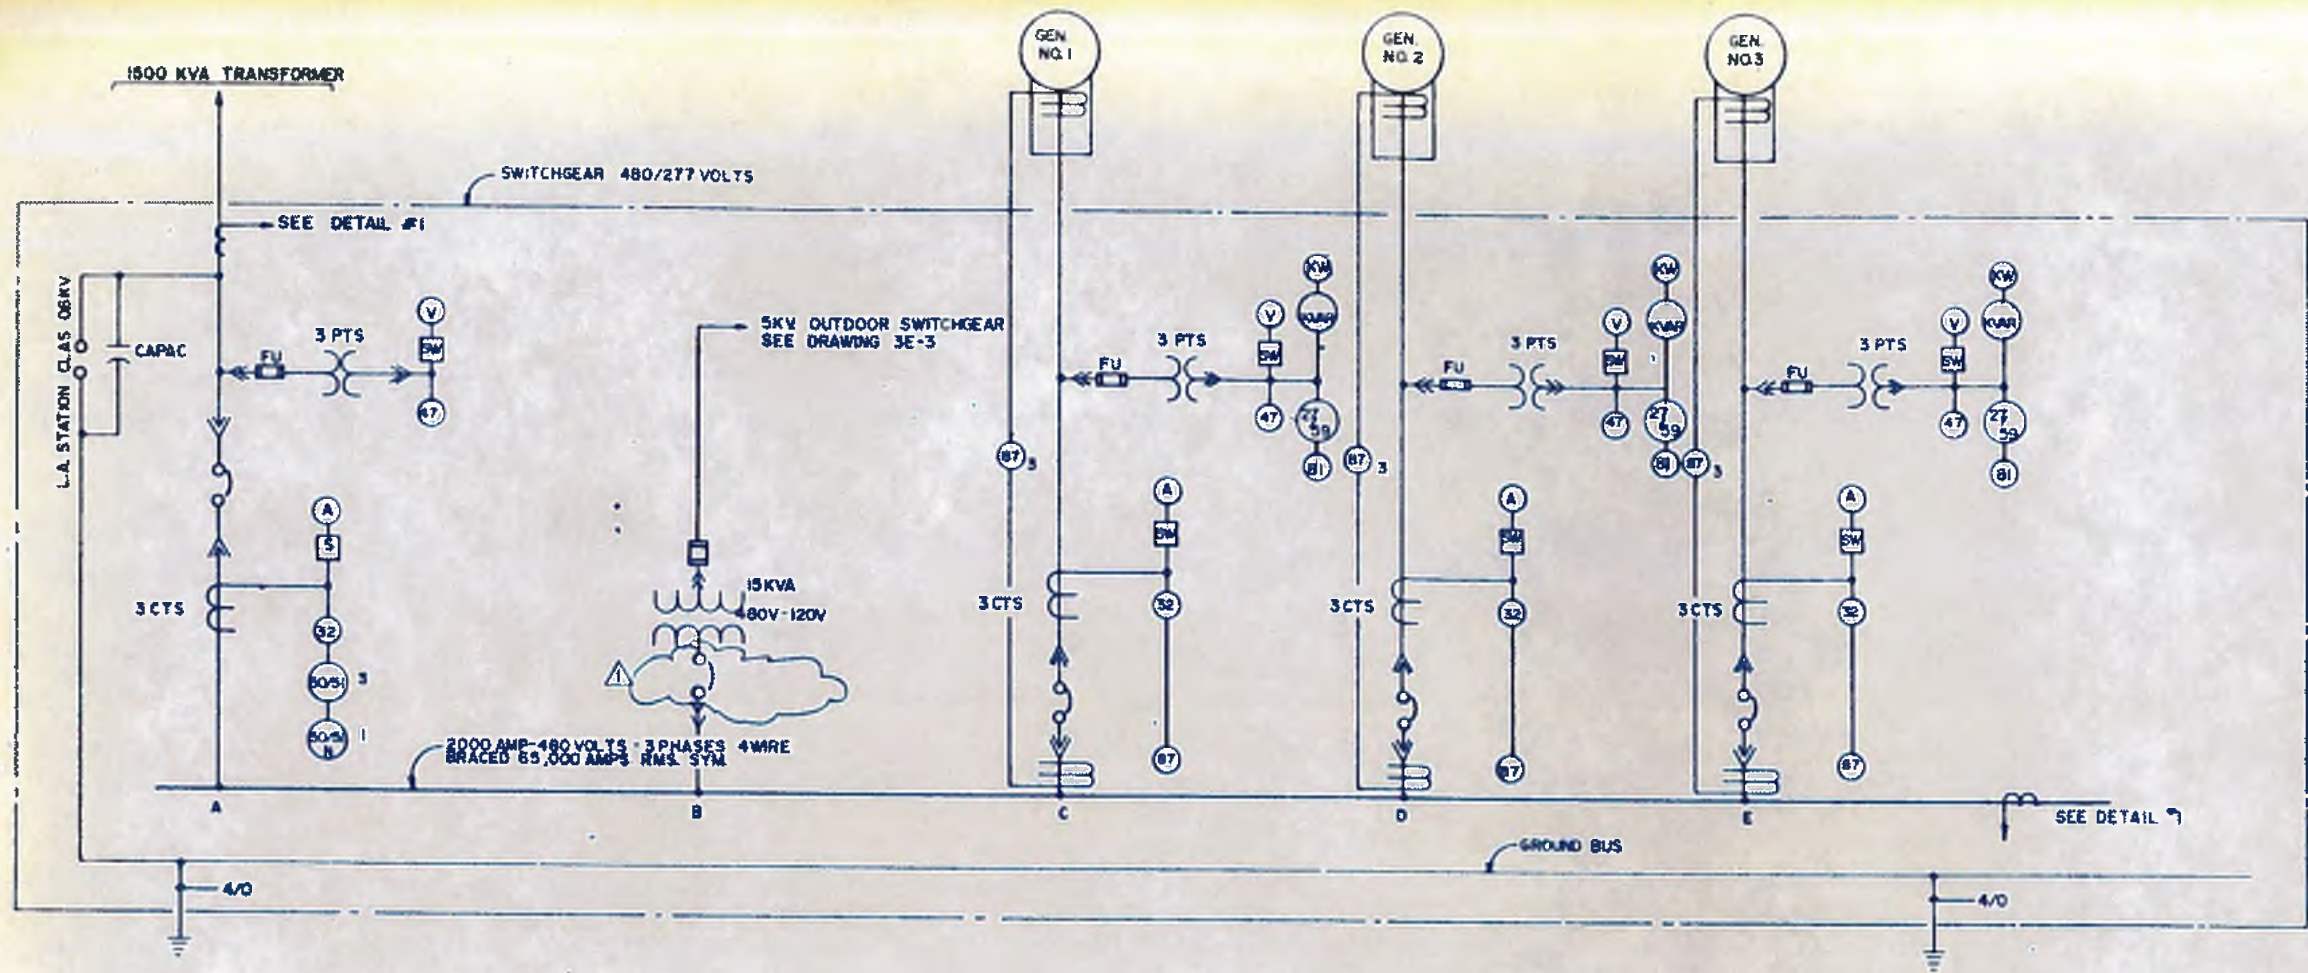 GEN.
NO.1
GEN.
NO.2
GEN.
NO.3
1500 KVA TRANSFORMER
SWITCHGEAR 480/277 VOLTS
SEE DETAIL #1
L.A. STATION CLAS 06KV
CAPAC
FU
3 PTS
V
SW
47
5KV. OUTDOOR SWITCHGEAR
SEE DRAWING 3E-3
FU
3 PTS
V
SW
47
KW
KVAR
27
59
81
FU
3 PTS
V
SW
47
KW
KVAR
27
59
81
FU
3 PTS
V
SW
47
KW
KVAR
27
59
81
87
3
87
3
87
3
3 CTS
A
S
32
50/51
3
50/51
N
1
15 KVA
480V-120V
1
3 CTS
A
SW
32
87
3 CTS
A
SW
32
87
3 CTS
A
SW
32
87
2000 AMP-480 VOLTS - 3 PHASES 4 WIRE
BRACED 65,000 AMPS RMS. SYM.
A
B
C
D
E
SEE DETAIL
GROUND BUS
4/0
4/0